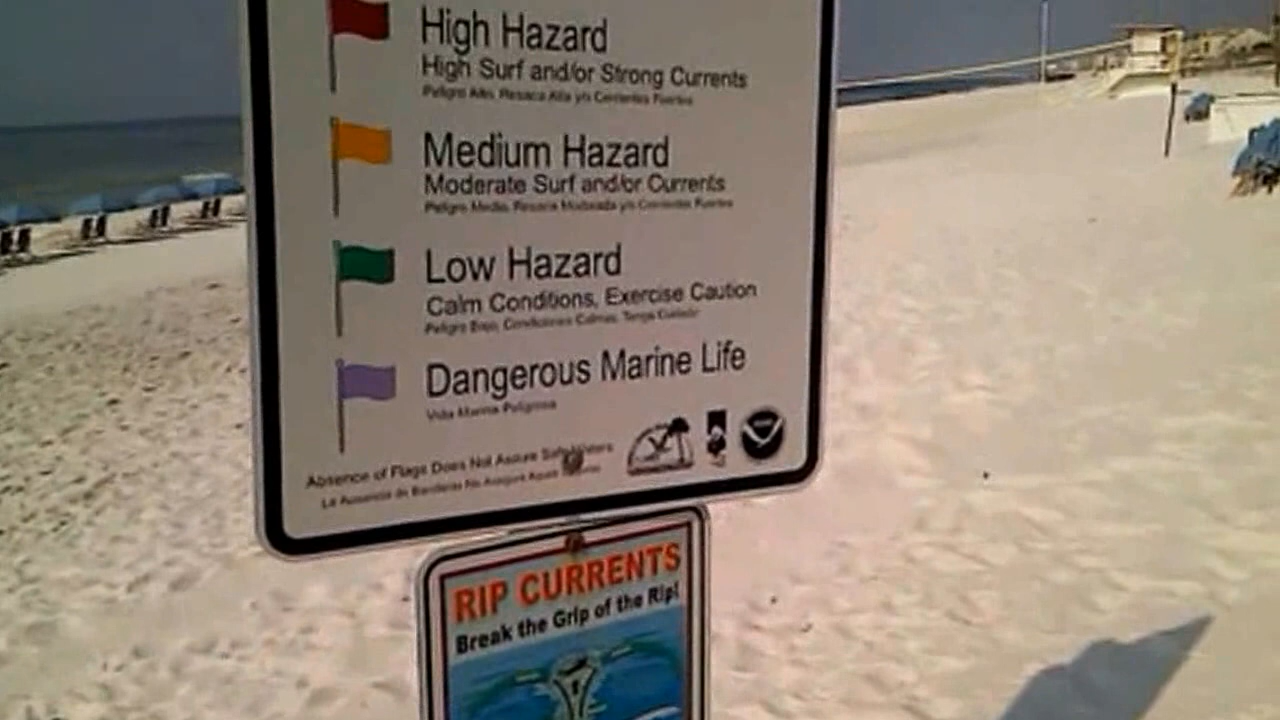 High Hazard
High Surf and/or Strong Currents
Peligro Alto, Resaca Alta y/o Corrientes Fuertes
Medium Hazard
Moderate Surf and/or Currents
Peligro Medio, Resaca Moderada y/o Corrientes Fuertes
Low Hazard
Calm Conditions, Exercise Caution
Peligro Bajo, Condiciones Calmas, Tenga Cuidado
Dangerous Marine Life
Vida Marina Peligrosa
Absence of Flags Does Not Assure Safe Waters
La Ausencia de Banderas No Asegura Aguas
RIP CURRENTS
Break the Grip of the Rip!